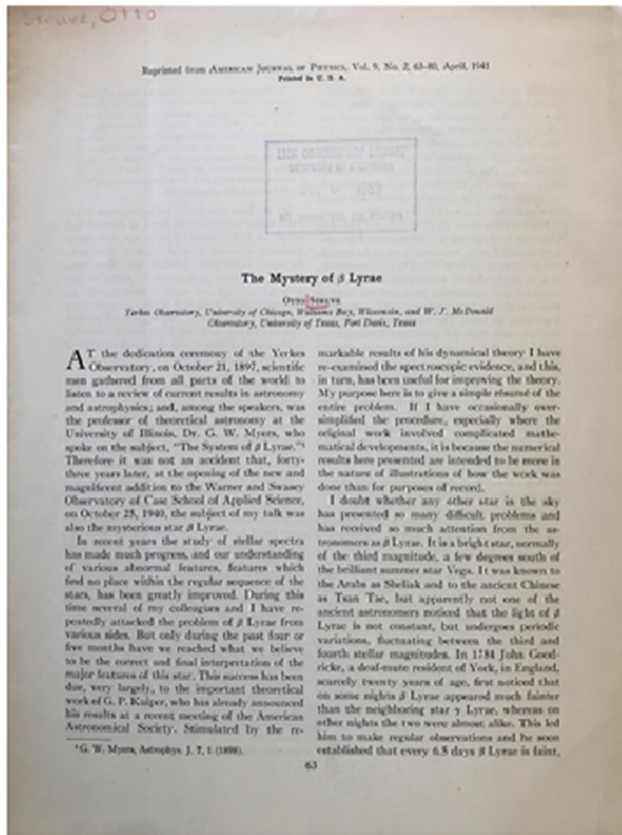 Struve, Otto
Reprinted from AMERICAN JOURNAL OF PHYSICS, Vol. 9, No. 2, 63-80, April, 1941
Printed in U. S. A.
The Mystery of β Lyrae
OTTO STRUVE
Yerkes Observatory, University of Chicago, Williams Bay, Wisconsin, and W. J. McDonald
Observatory, University of Texas, Fort Davis, Texas
AT the dedication ceremony of the Yerkes
Observatory, on October 21, 1897, scientific
men gathered from all parts of the world to
listen to a review of current results in astronomy
and astrophysics; and, among the speakers, was
the professor of theoretical astronomy at the
University of Illinois, Dr. G. W. Myers, who
spoke on the subject, "The System of β Lyrae."¹
Therefore it was not an accident that, forty-
three years later, at the opening of the new and
magnificent addition to the Warner and Swasey
Observatory of Case School of Applied Science,
on October 25, 1940, the subject of my talk was
also the mysterious star β Lyrae.
In recent years the study of stellar spectra
has made much progress, and our understanding
of various abnormal features, features which
find no place within the regular sequence of the
stars, has been greatly improved. During this
time several of my colleagues and I have re-
peatedly attacked the problem of β Lyrae from
various sides. But only during the past four or
five months have we reached what we believe
to be the correct and final interpretation of the
major features of this star. This success has been
due, very largely, to the important theoretical
work of G. P. Kuiper, who has already announced
his results at a recent meeting of the American
Astronomical Society. Stimulated by the re-
¹ G. W. Myers, Astrophys. J. 7, 1 (1898).
markable results of his dynamical theory I have
re-examined the spectroscopic evidence, and this,
in turn, has been useful for improving the theory.
My purpose here is to give a simple résumé of the
entire problem. If I have occasionally over-
simplified the procedure, especially where the
original work involved complicated mathe-
matical developments, it is because the numerical
results here presented are intended to be more in
the nature of illustrations of how the work was
done than for purposes of record.
I doubt whether any other star in the sky
has presented so many difficult problems and
has received so much attention from the as-
tronomers as β Lyrae. It is a bright star, normally
of the third magnitude, a few degrees south of
the brilliant summer star Vega. It was known to
the Arabs as Sheliak and to the ancient Chinese
as Tsan Tae, but apparently not one of the
ancient astronomers noticed that the light of β
Lyrae is not constant, but undergoes periodic
variations, fluctuating between the third and
fourth stellar magnitudes. In 1784 John Good-
ricke, a deaf-mute resident of York, in England,
scarcely twenty years of age, first noticed that
on some nights β Lyrae appeared much fainter
than the neighboring star γ Lyrae, whereas on
other nights the two were almost alike. This led
him to make regular observations and he soon
established that every 6.8 days β Lyrae is faint,
63